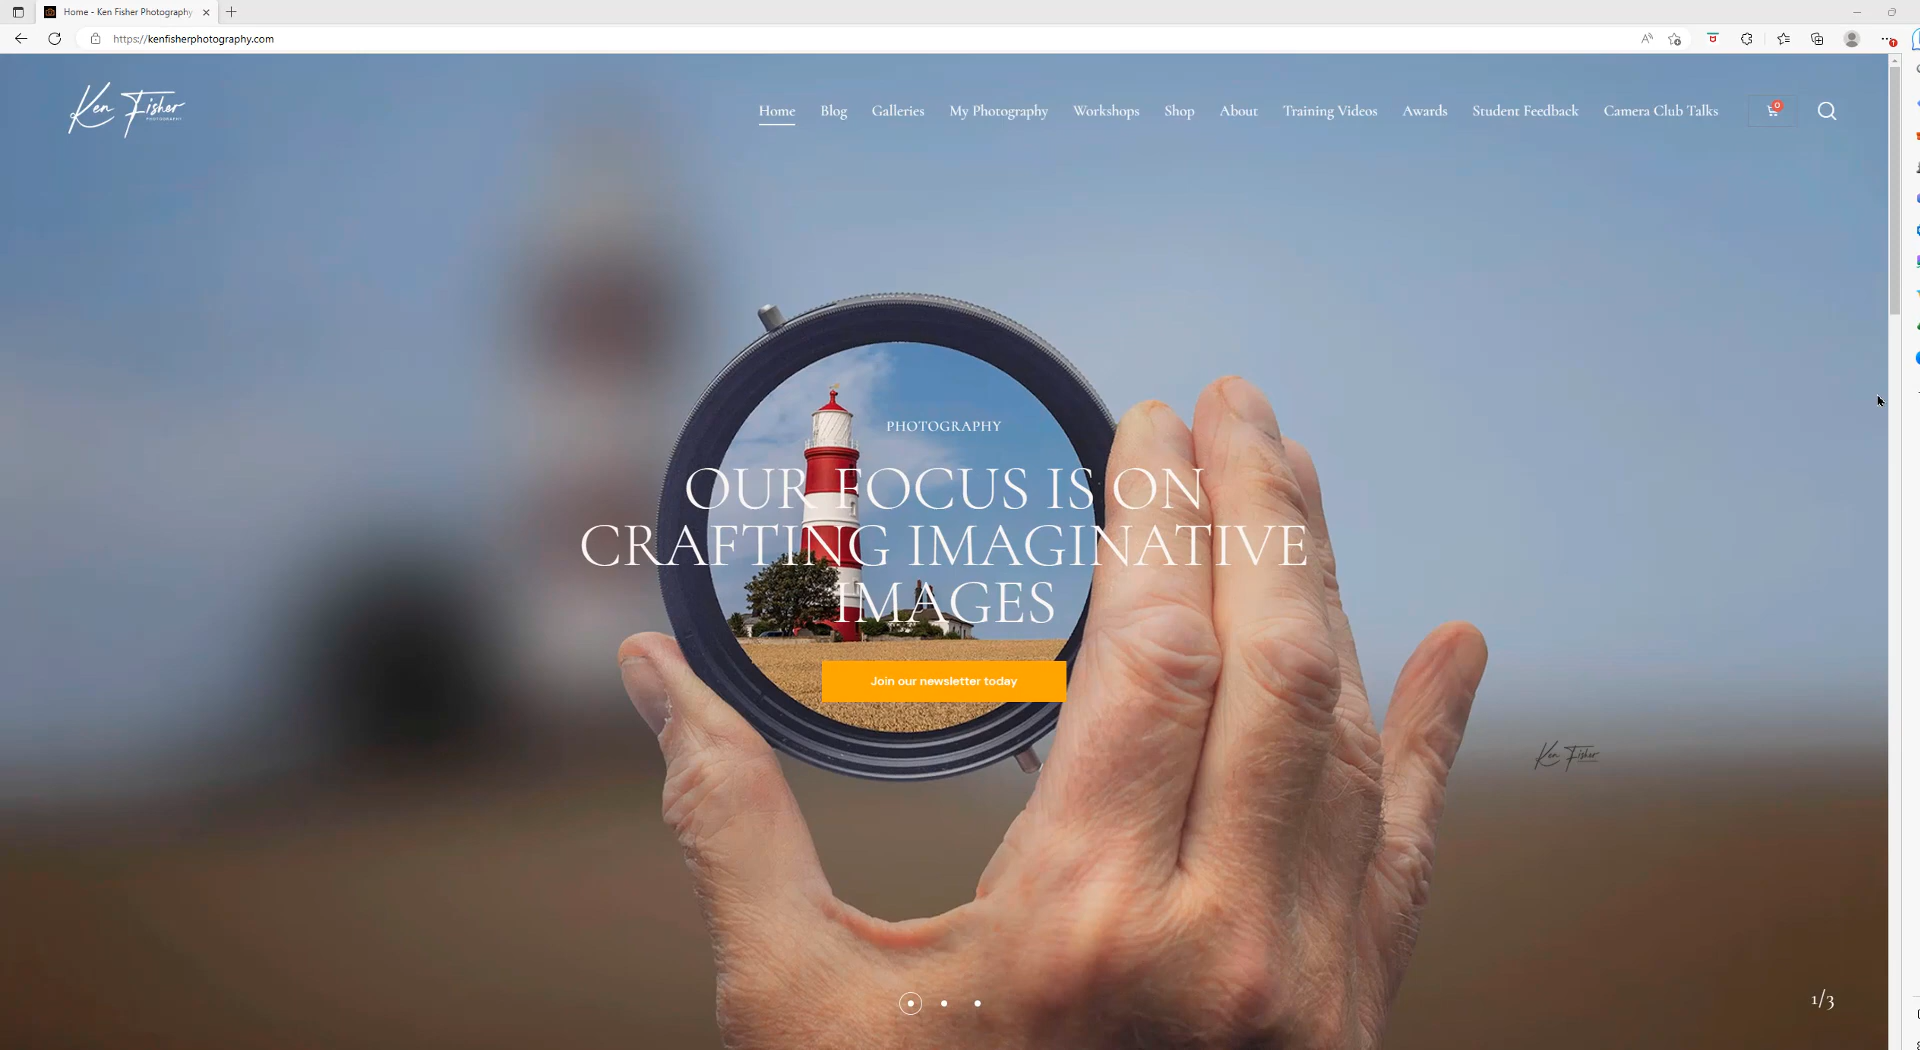 Home - Ken Fisher Photography
https://kenfisherphotography.com
Ken Fisher
PHOTOGRAPHY
Home Blog Galleries My Photography Workshops Shop About Training Videos Awards Student Feedback Camera Club Talks
0
PHOTOGRAPHY
OUR FOCUS IS ON
CRAFTING IMAGINATIVE
IMAGES
Join our newsletter today
Ken Fisher
1/3